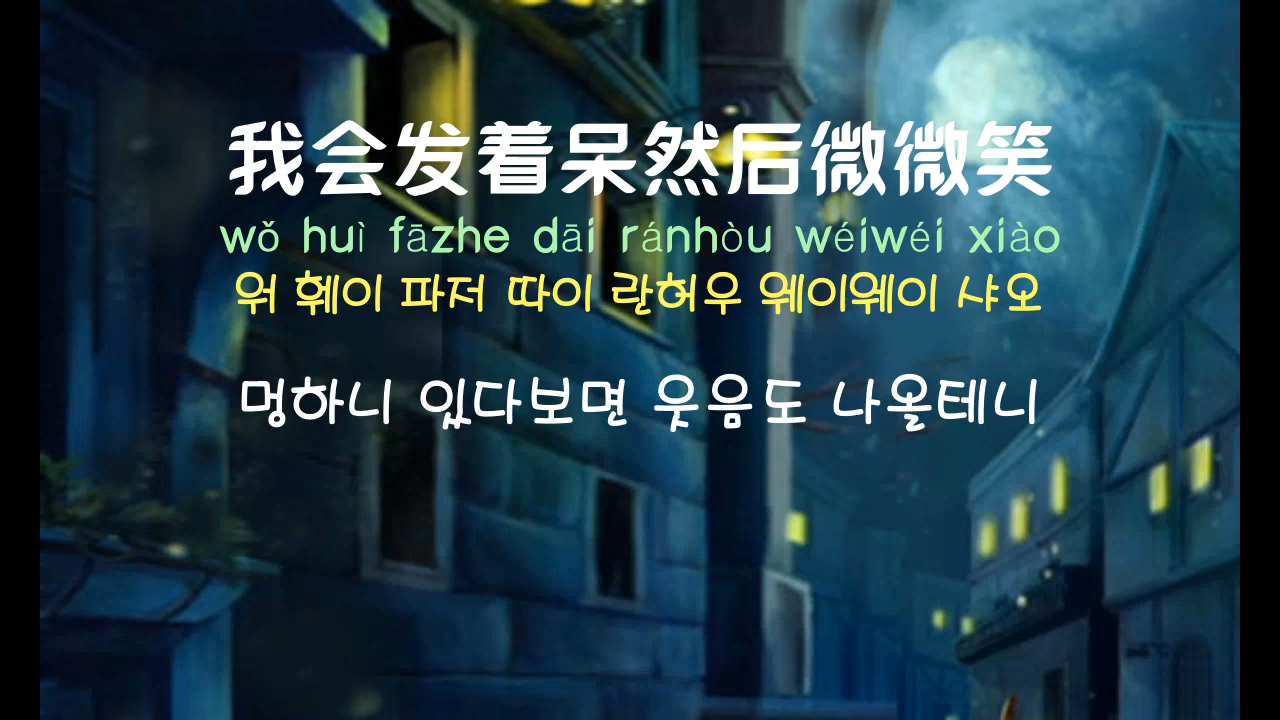 我会发着呆然后微微笑
wǒ huì fāzhe dāi ránhòu wéiwéi xiào
워 훼이 파저 따이 란허우 웨이웨이 샤오
멍하니 있다보면 웃음도 나올테니